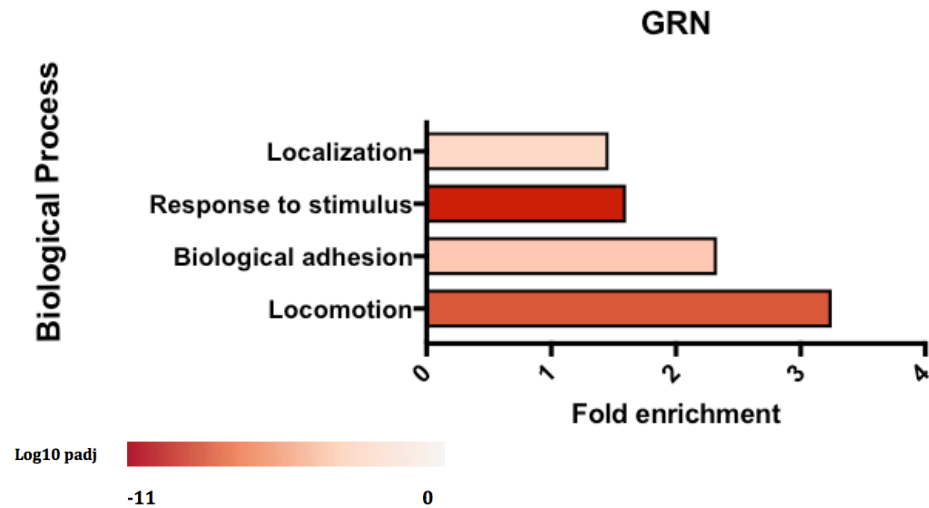 GRN
Biological Process
Localization
Response to stimulus
Biological adhesion
Locomotion
0 1 2 3 4
Fold enrichment
Log10 padj
-11 0